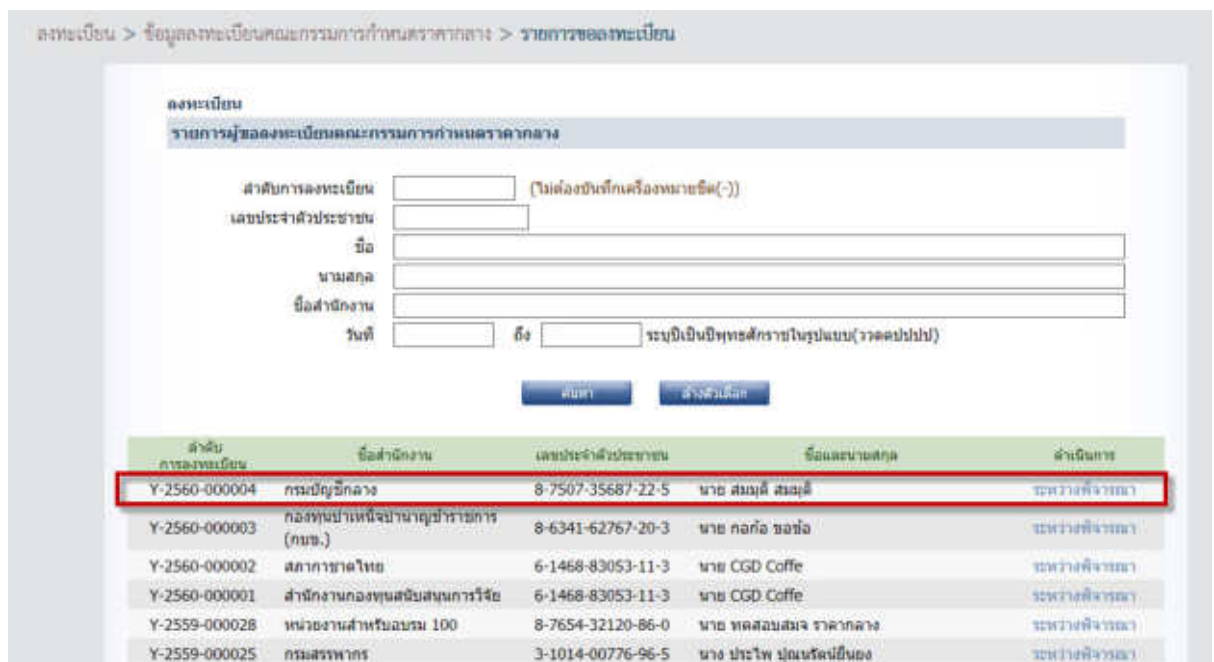 ลงทะเบียน > ข้อมูลลงทะเบียนคณะกรรมการกำหนดราคากลาง > รายการขอลงทะเบียน
ลงทะเบียน
รายการผู้ขอลงทะเบียนคณะกรรมการกำหนดราคากลาง
ลำดับการลงทะเบียน (ไม่ต้องบันทึกเครื่องหมายขีด(-))
เลขประจำตัวประชาชน
ชื่อ
นามสกุล
ชื่อสำนักงาน
วันที่ ถึง ระบุปีเป็นปีพุทธศักราชในรูปแบบ(ววดดปปปป)
ค้นหา ล้างตัวเลือก
ลำดับ
การลงทะเบียน ชื่อสำนักงาน เลขประจำตัวประชาชน ชื่อและนามสกุล ดำเนินการ
Y-2560-000004 กรมบัญชีกลาง 8-7507-35687-22-5 นาย สมมุติ สมมุติ ระหว่างพิจารณา
Y-2560-000003 กองทุนบำเหน็จบำนาญข้าราชการ (กบข.) 8-6341-62767-20-3 นาย กอก้อ ขอข้อ ระหว่างพิจารณา
Y-2560-000002 สภากาชาดไทย 6-1468-83053-11-3 นาย CGD Coffe ระหว่างพิจารณา
Y-2560-000001 สำนักงานกองทุนสนับสนุนการวิจัย 6-1468-83053-11-3 นาย CGD Coffe ระหว่างพิจารณา
Y-2559-000028 หน่วยงานสำหรับอบรม 100 8-7654-32120-86-0 นาย ทดสอบสมจ ราคากลาง ระหว่างพิจารณา
Y-2559-000025 กรมสรรพากร 3-1014-00776-96-5 นาง ประไพ ปุณนรัตน์ยืนยง ระหว่างพิจารณา